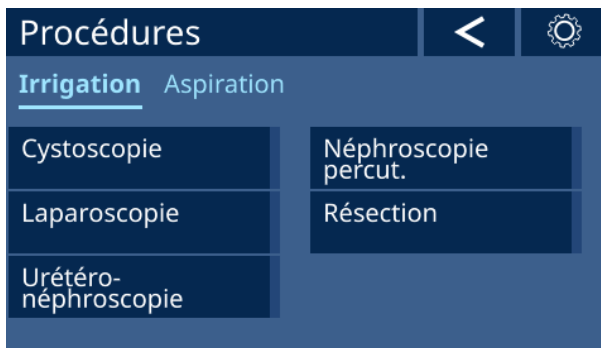 Procédures
Irrigation Aspiration
Cystoscopie
Néphroscopie
percut.
Laparoscopie
Résection
Urétéro-
néphroscopie